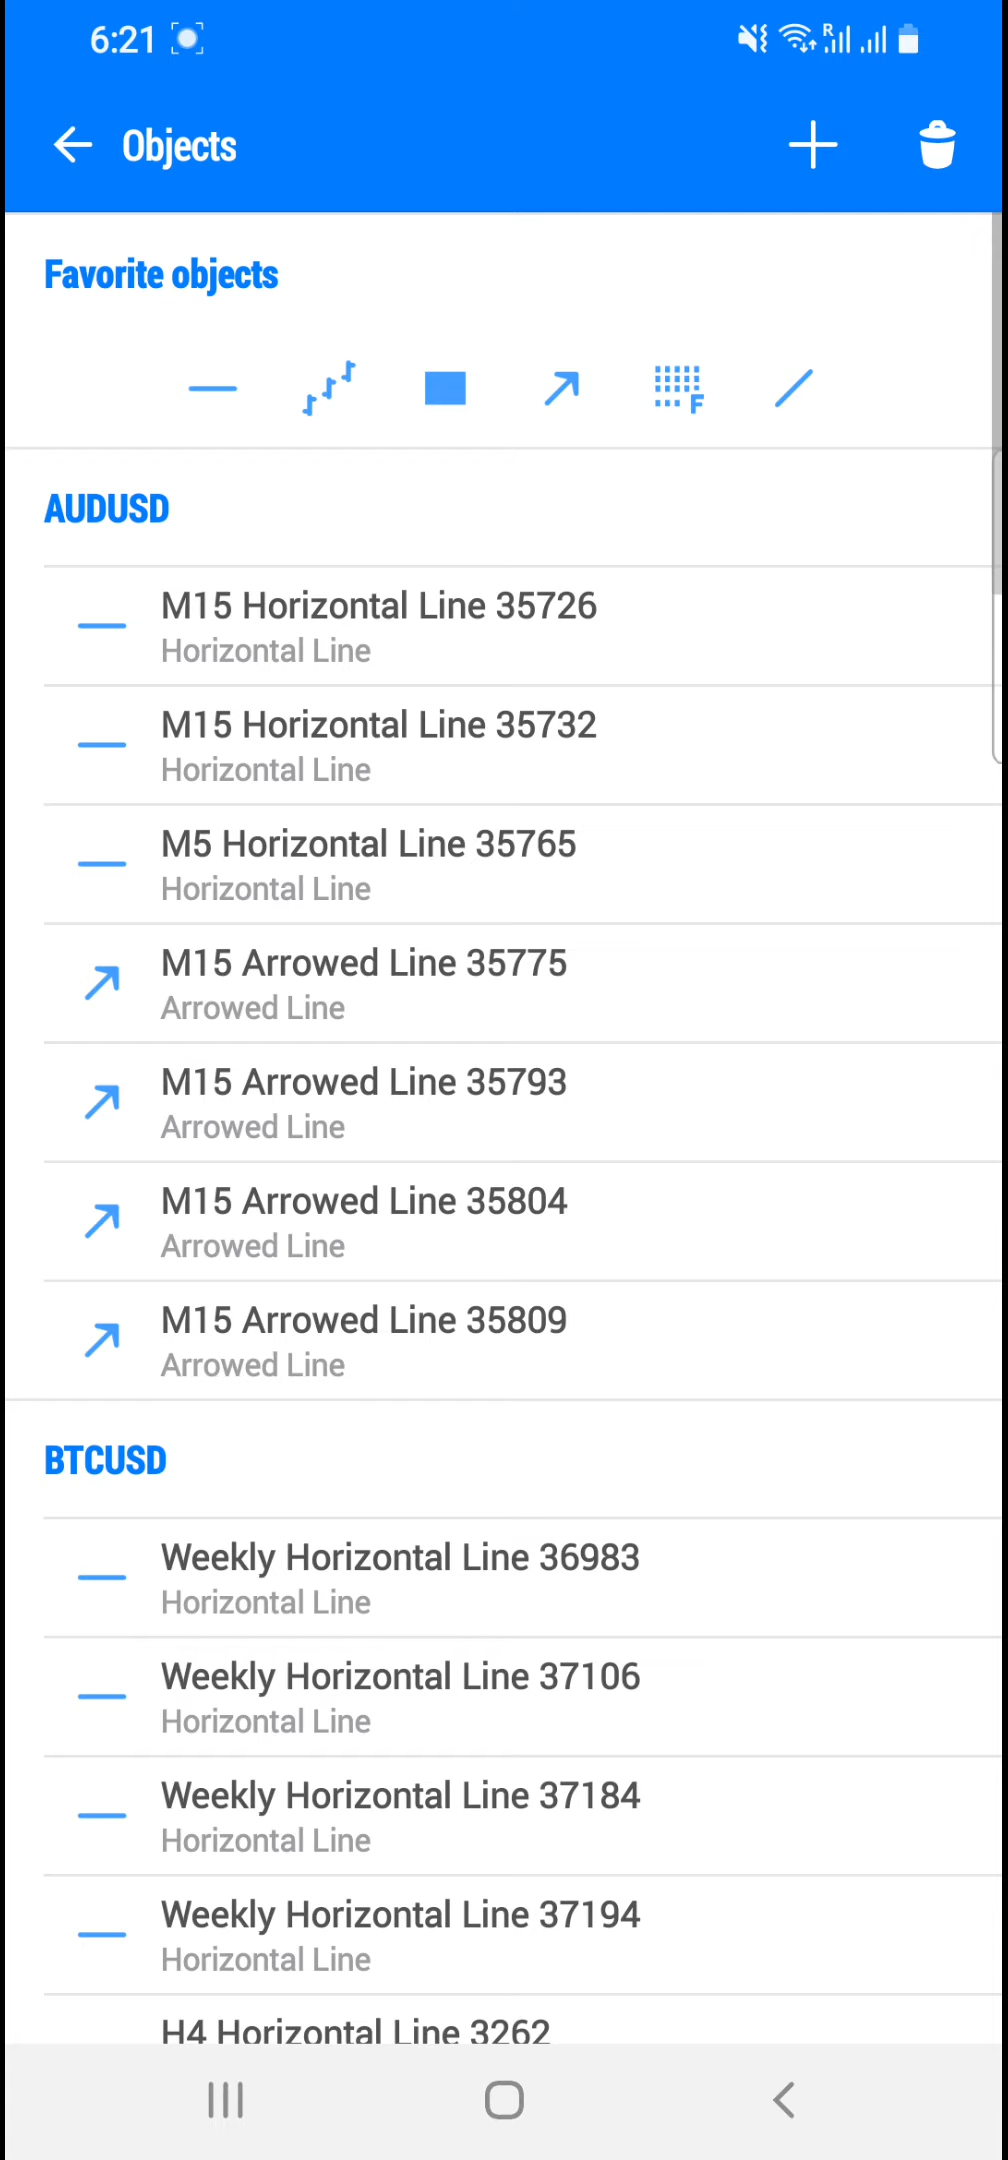 6:21
R
Objects
Favorite objects
F
AUDUSD
M15 Horizontal Line 35726
Horizontal Line
M15 Horizontal Line 35732
Horizontal Line
M5 Horizontal Line 35765
Horizontal Line
M15 Arrowed Line 35775
Arrowed Line
M15 Arrowed Line 35793
Arrowed Line
M15 Arrowed Line 35804
Arrowed Line
M15 Arrowed Line 35809
Arrowed Line
BTCUSD
Weekly Horizontal Line 36983
Horizontal Line
Weekly Horizontal Line 37106
Horizontal Line
Weekly Horizontal Line 37184
Horizontal Line
Weekly Horizontal Line 37194
Horizontal Line
H4 Horizontal Line 3262